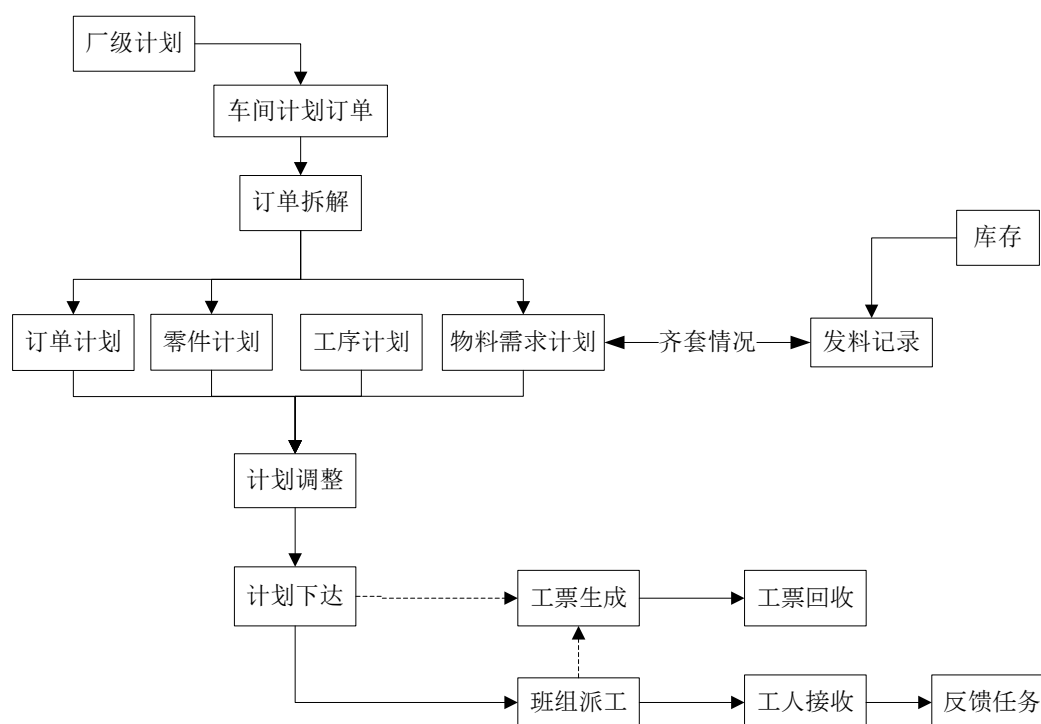 厂级计划
车间计划订单
订单拆解
库存
订单计划
零件计划
工序计划
物料需求计划
齐套情况
发料记录
计划调整
计划下达
工票生成
工票回收
班组派工
工人接收
反馈任务